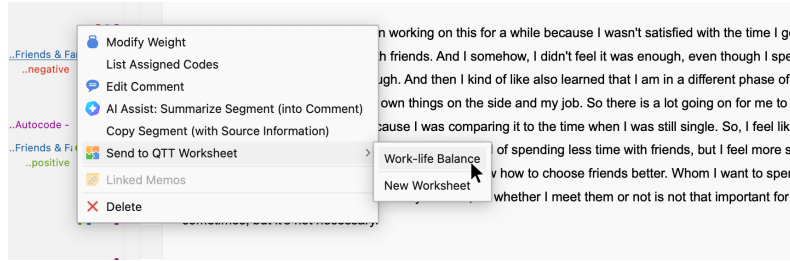 n working on this for a while because I wasn't satisfied with the time I
..Friends & Fa
h friends. And I somehow, I didn't feel it was enough, even though I
..negative
ugh. And then I kind of like also learned that I am in a different phase of
own things on the side and my job. So there is a lot going on for me to
..Autocode -
cause I was comparing it to the time when I was still single. So, I feel
..Friends & Fa
of spending less time with friends, but I feel more
..positive
how to choose friends better. Whom I want to
whether I meet them or not is not that important for
sometimes, but it's not necessary.
Modify Weight
List Assigned Codes
Edit Comment
AI Assist: Summarize Segment (into Comment)
Copy Segment (with Source Information)
Send to QTT Worksheet
Linked Memos
Delete
Work-life Balance
New Worksheet